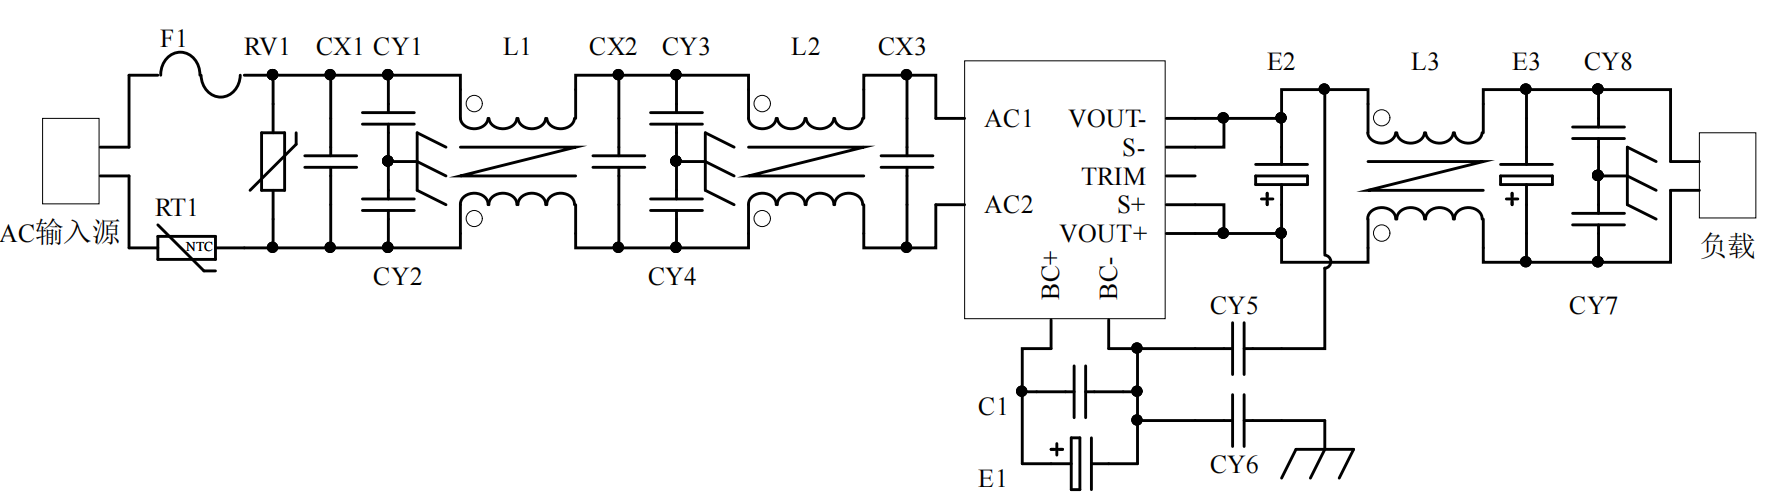 F1
RV1
CX1
CY1
L1
CX2
CY3
L2
CX3
E2
L3
E3
CY8
AC1
VOUT-
S-
TRIM
AC2
S+
VOUT+
BC+
BC-
RT1
NTC
AC输入源
CY2
CY4
负载
CY5
CY7
C1
+
+
+
E1
CY6